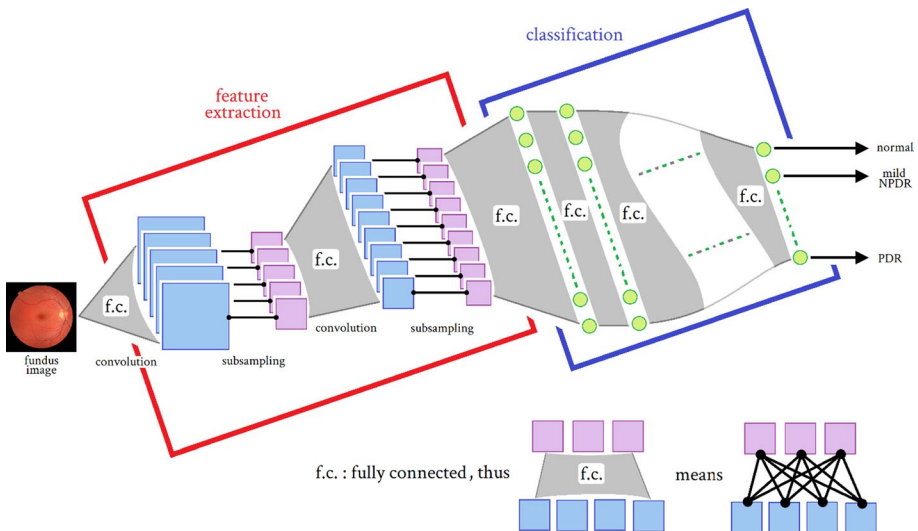 classification
feature
extraction
normal
mild
NPDR
f.c.
f.c.
f.c.
f.c.
f.c.
PDR
f.c.
fundus
image
convolution
subsampling
convolution
subsampling
f.c. : fully connected , thus
f.c.
means